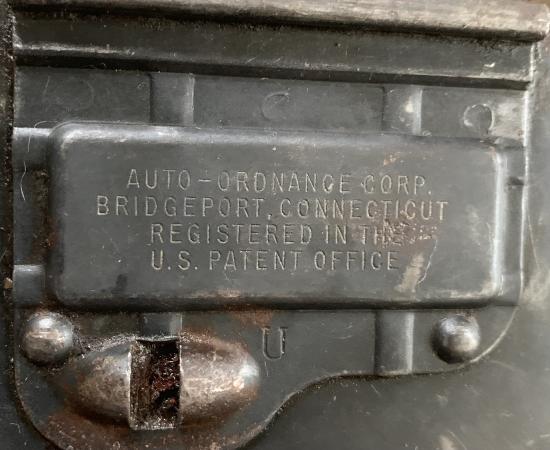 AUTO-ORDNANCE CORP.
BRIDGEPORT, CONNECTICUT
REGISTERED IN THE
U.S. PATENT OFFICE
U